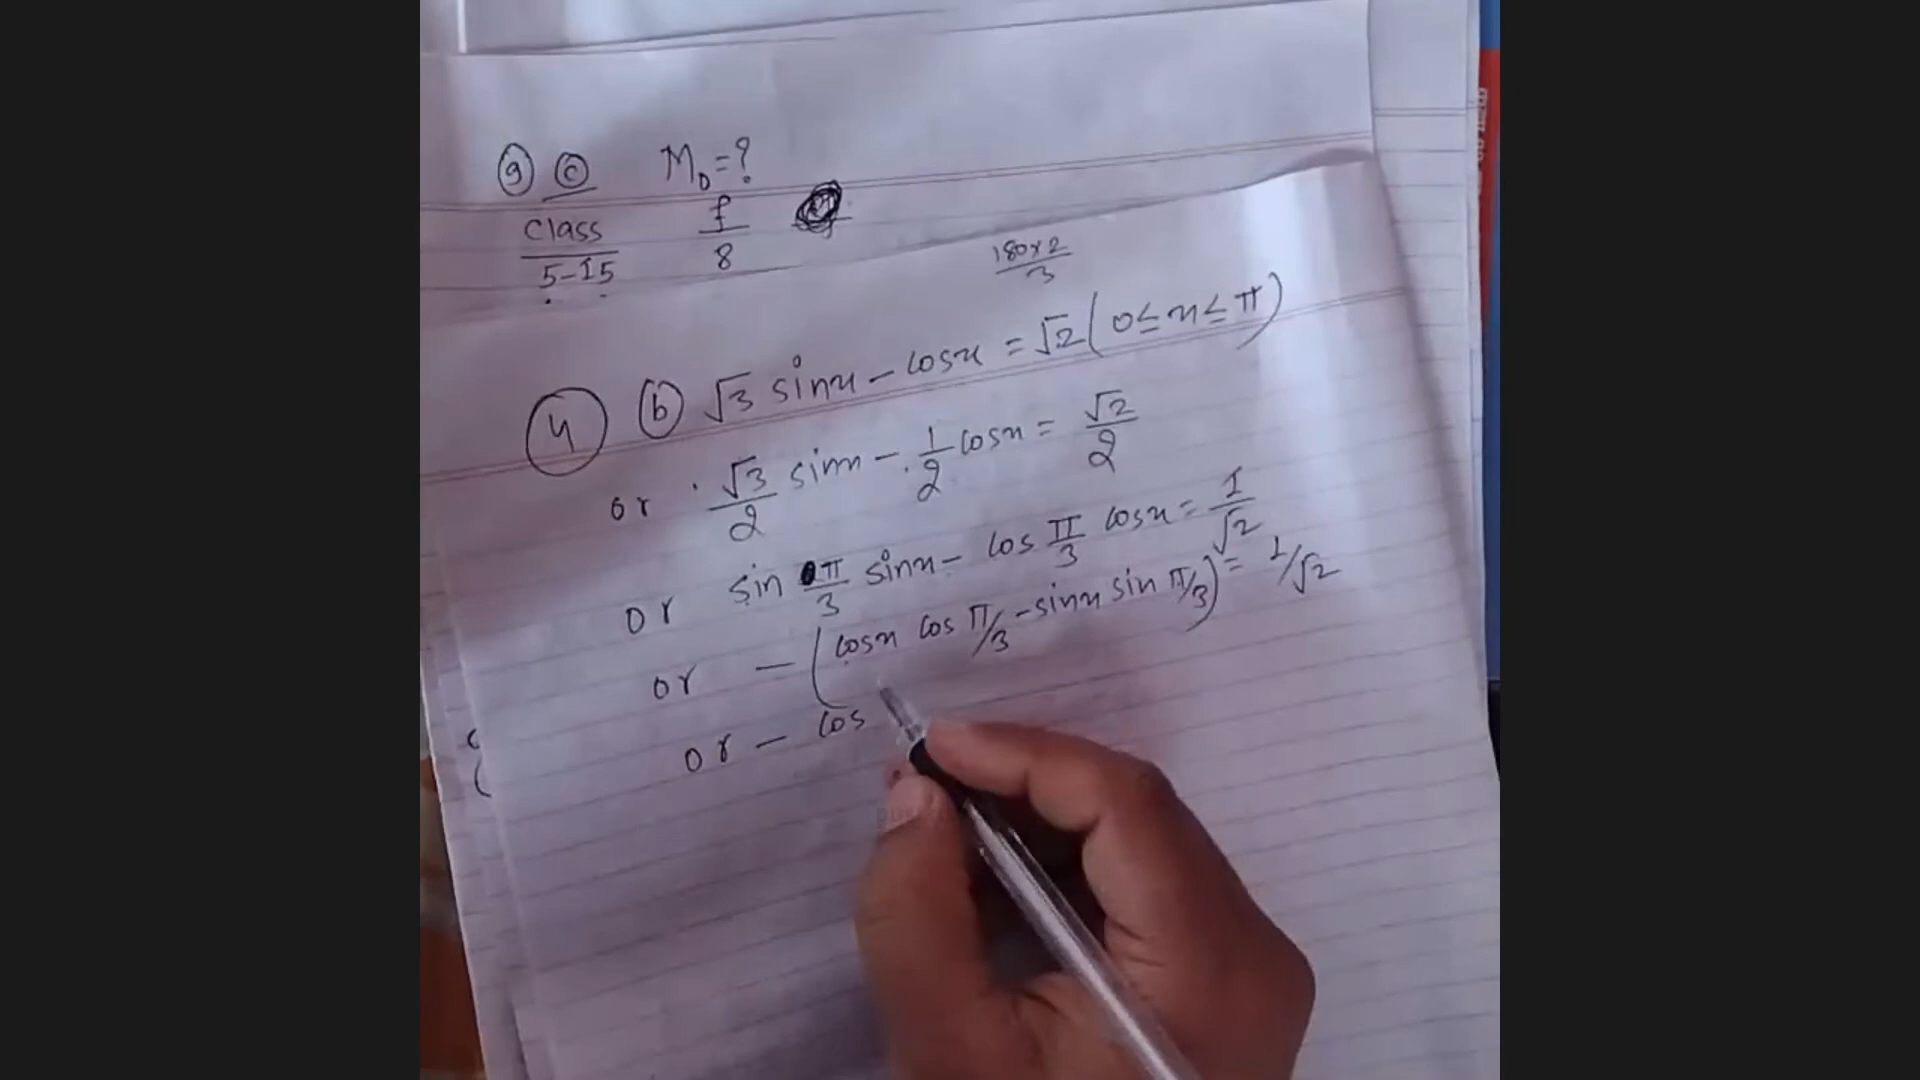 9 c M₀=?
class f
5-15 8
180×2/3
4 b √3 sinx - cosx = √2 (0≤x≤π)
or √3/2 sinx - 1/2 cosx = √2/2
or sin π/3 sinx - cos π/3 cosx = 1/√2
or - (cosx cos π/3 - sinx sin π/3) = 1/√2
or - cos